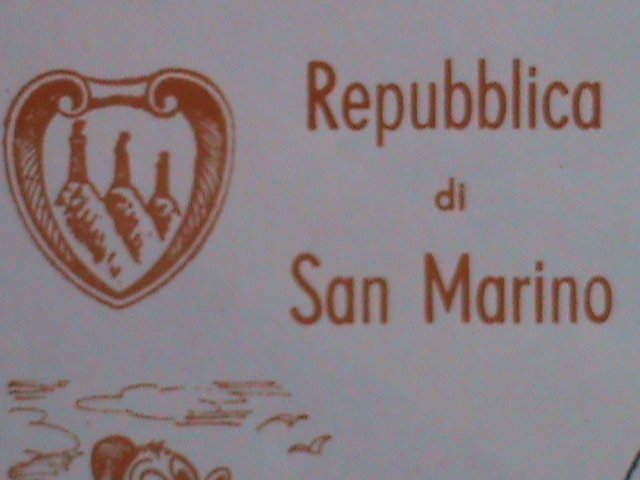 Repubblica
di
San Marino